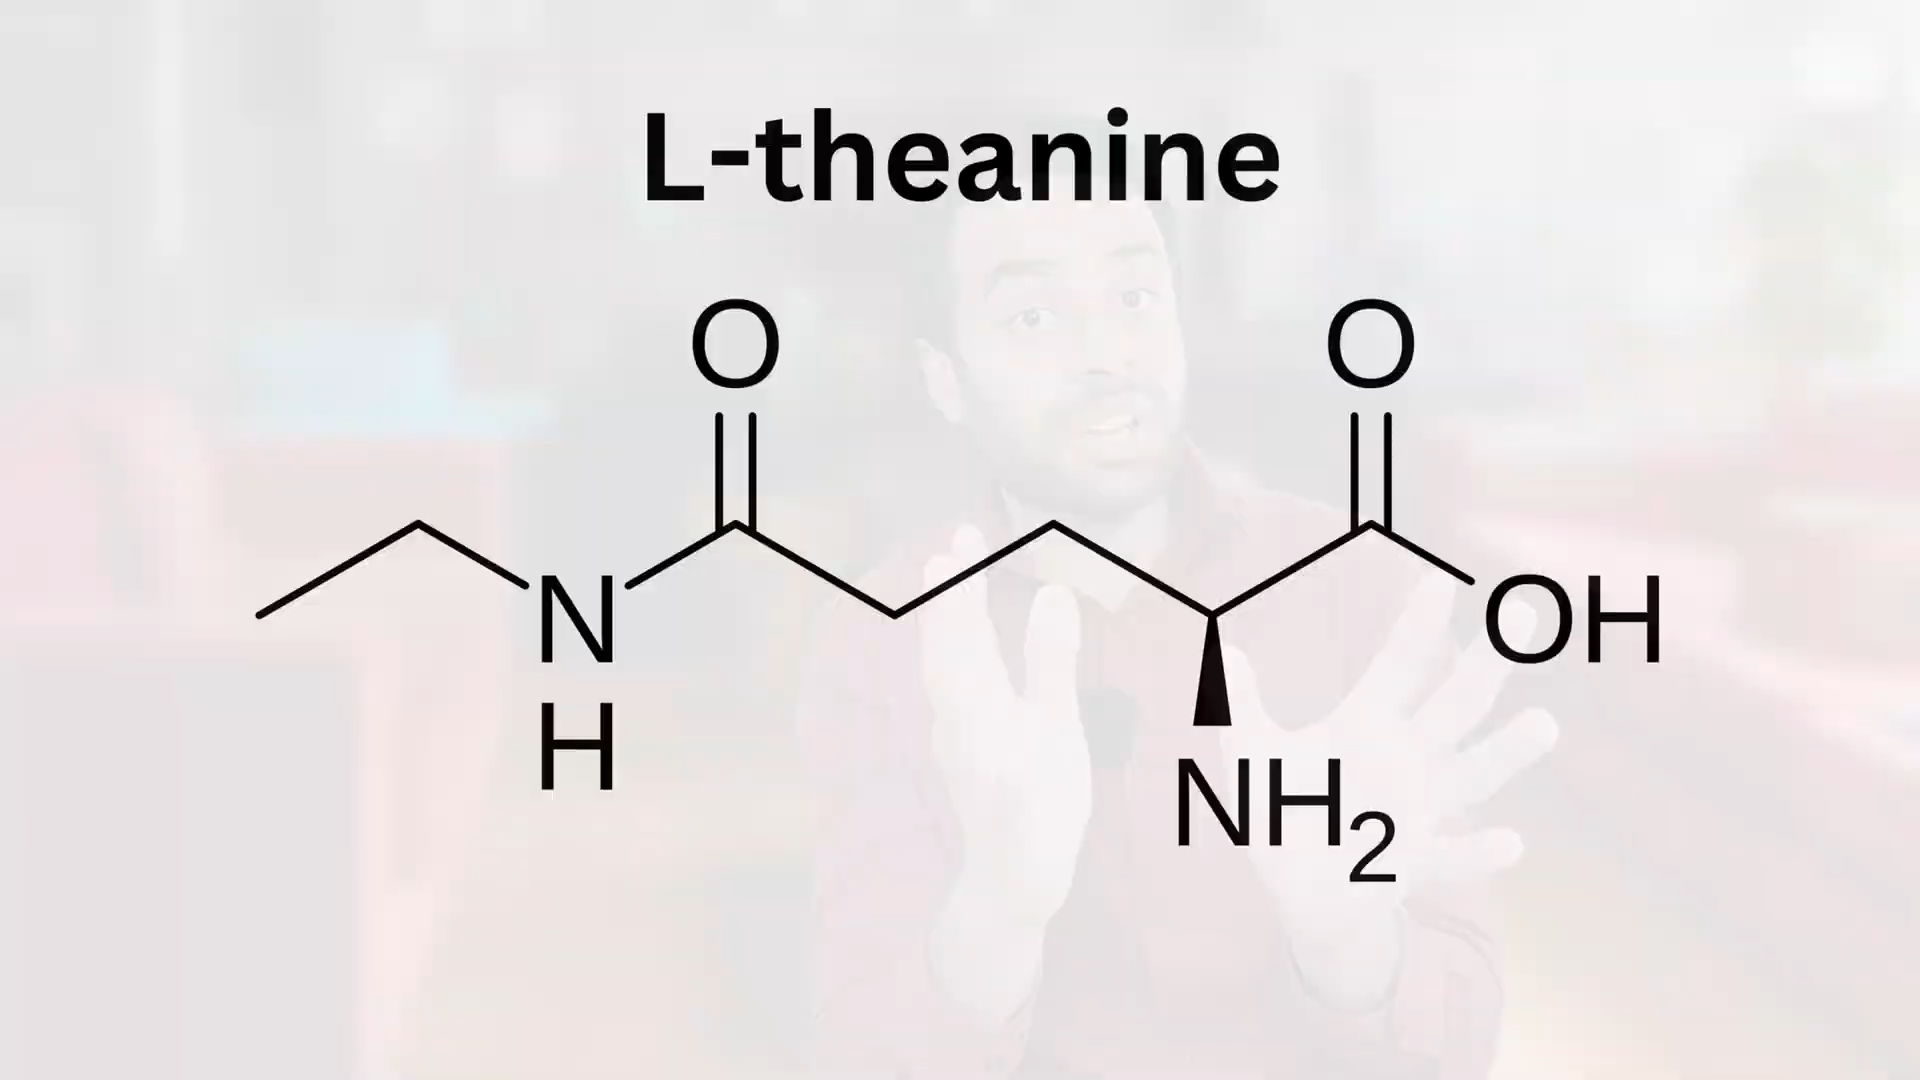 L-theanine
O O
N OH
H
NH2